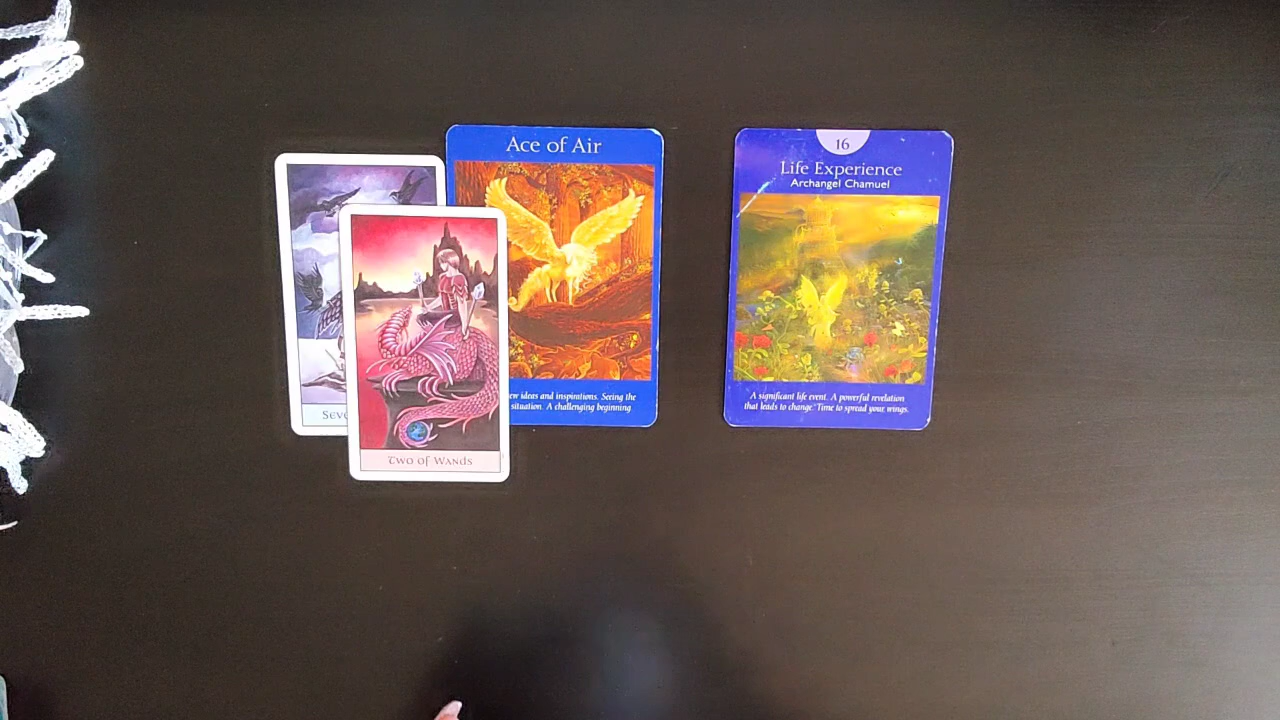 Seve
Two of Wands
Ace of Air
ew ideas and inspirations. Seeing the
situation. A challenging beginning
16
Life Experience
Archangel Chamuel
A significant life event. A powerful revelation
that leads to change. Time to spread your wings.